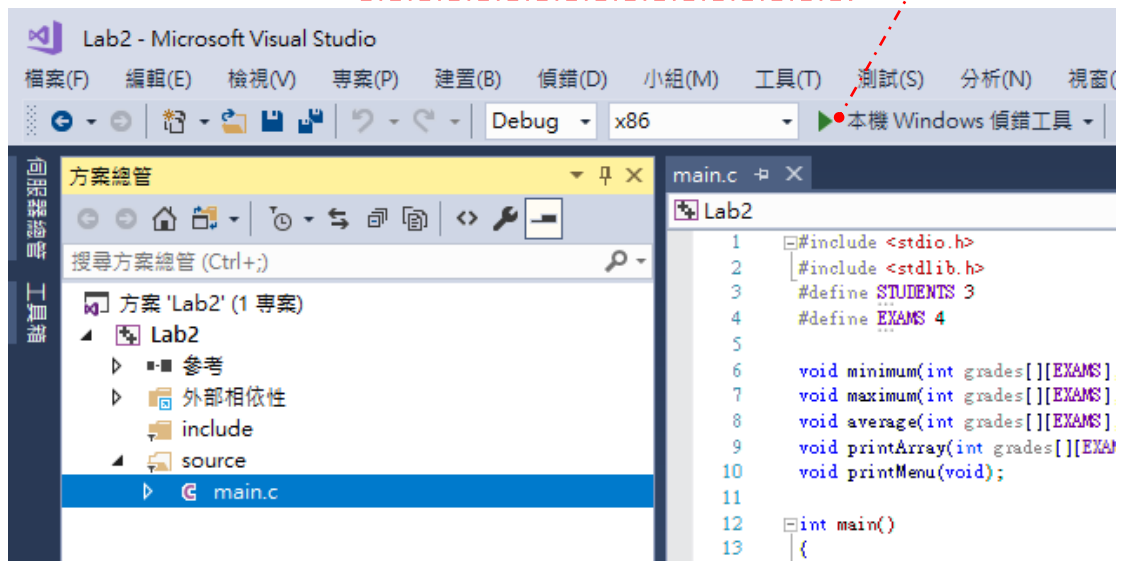 Lab2 - Microsoft Visual Studio
檔案(F) 編輯(E) 檢視(V) 專案(P) 建置(B) 偵錯(D) 小組(M) 工具(T) 測試(S) 分析(N) 視窗(
Debug x86 本機 Windows 偵錯工具
伺服器總管
工具箱
方案總管
搜尋方案總管 (Ctrl+;)
方案 'Lab2' (1 專案)
Lab2
參考
外部相依性
include
source
main.c
main.c
Lab2
1 #include <stdio.h>
2 #include <stdlib.h>
3 #define STUDENTS 3
4 #define EXAMS 4
5
6 void minimum(int grades[][EXAMS]
7 void maximum(int grades[][EXAMS]
8 void average(int grades[][EXAMS]
9 void printArray(int grades[][EXAM
10 void printMenu(void);
11
12 int main()
13 {